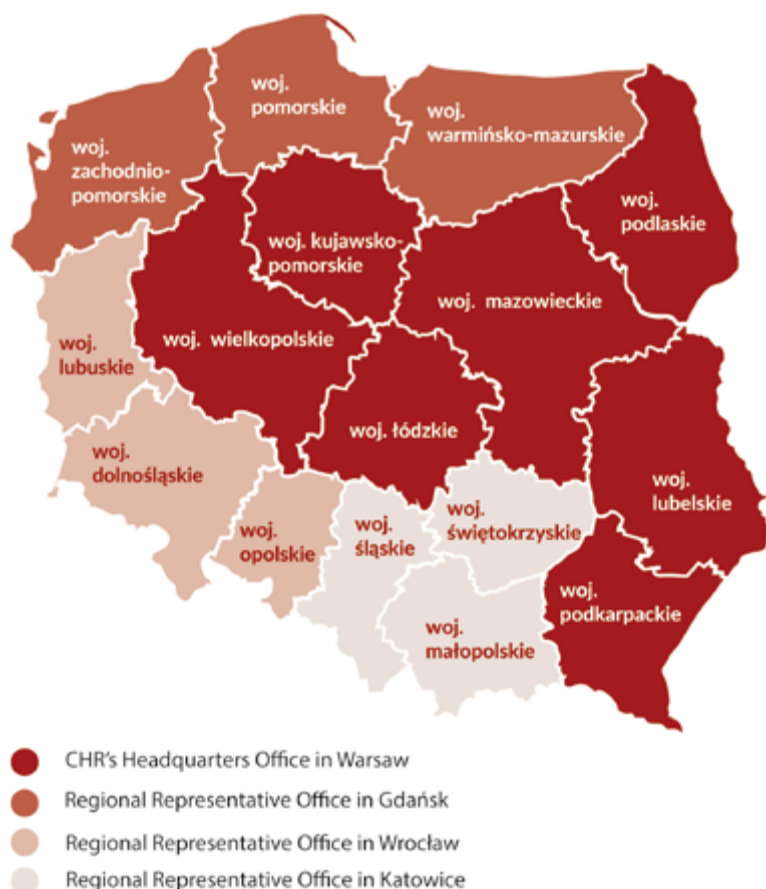 woj.
pomorskie
woj.
warmińsko-mazurskie
woj.
zachodnio-
pomorskie
woj.
podlaskie
woj. kujawsko-
pomorskie
woj. mazowieckie
woj. wielkopolskie
woj.
lubuskie
woj. łódzkie
woj.
dolnośląskie
woj.
lubelskie
woj.
opolskie
woj.
śląskie
woj.
świętokrzyskie
woj.
podkarpackie
woj.
małopolskie
CHR's Headquarters Office in Warsaw
Regional Representative Office in Gdańsk
Regional Representative Office in Wrocław
Regional Representative Office in Katowice